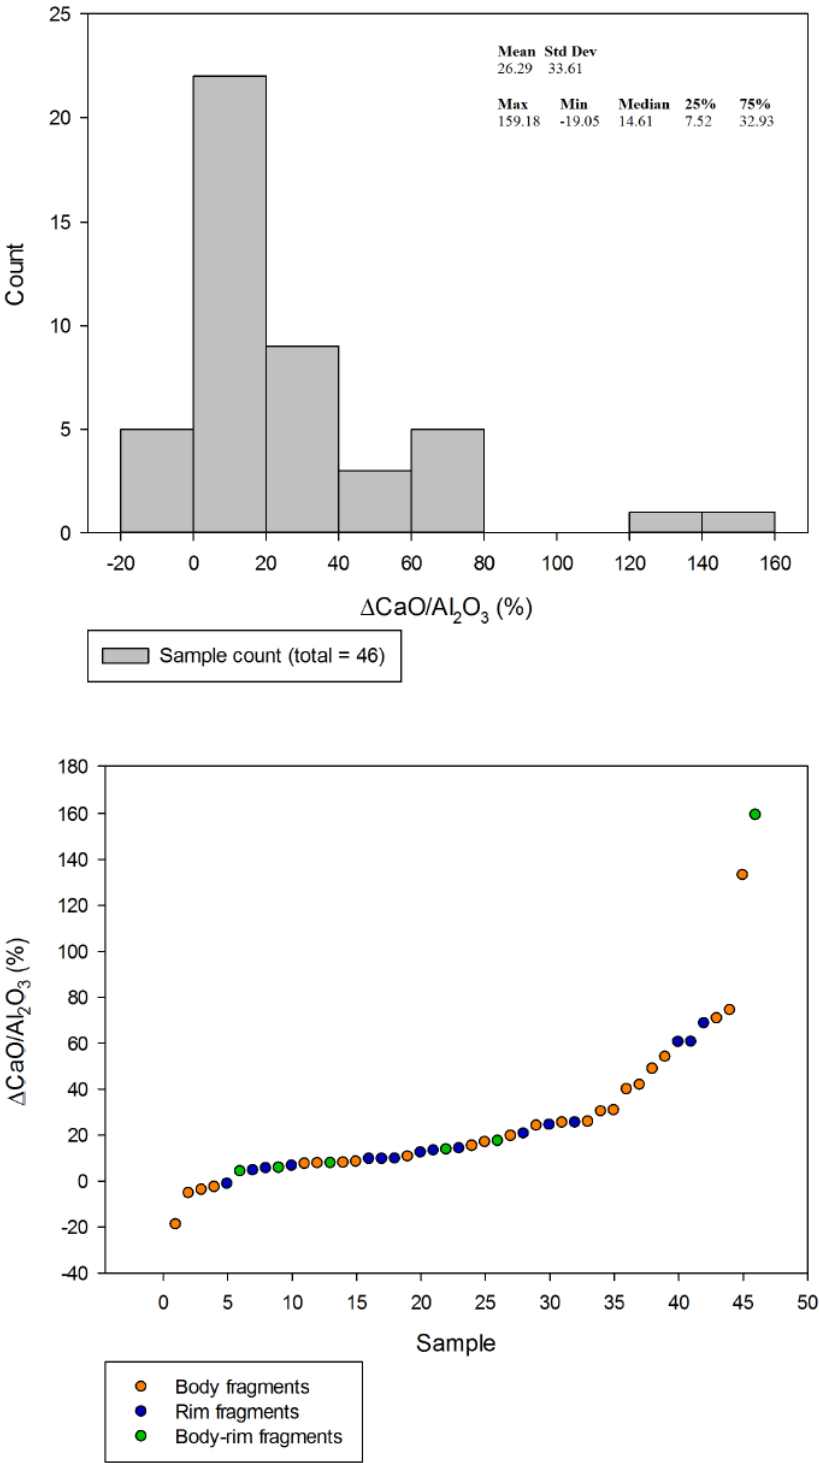 25
20
15
10
5
0
Count
Mean Std Dev
26.29 33.61
Max Min Median 25% 75%
159.18 -19.05 14.61 7.52 32.93
-20 0 20 40 60 80 100 120 140 160
ΔCaO/Al₂O₃ (%)
Sample count (total = 46)
180
160
140
120
100
80
60
40
20
0
-20
-40
ΔCaO/Al₂O₃ (%)
0 5 10 15 20 25 30 35 40 45 50
Sample
Body fragments
Rim fragments
Body-rim fragments